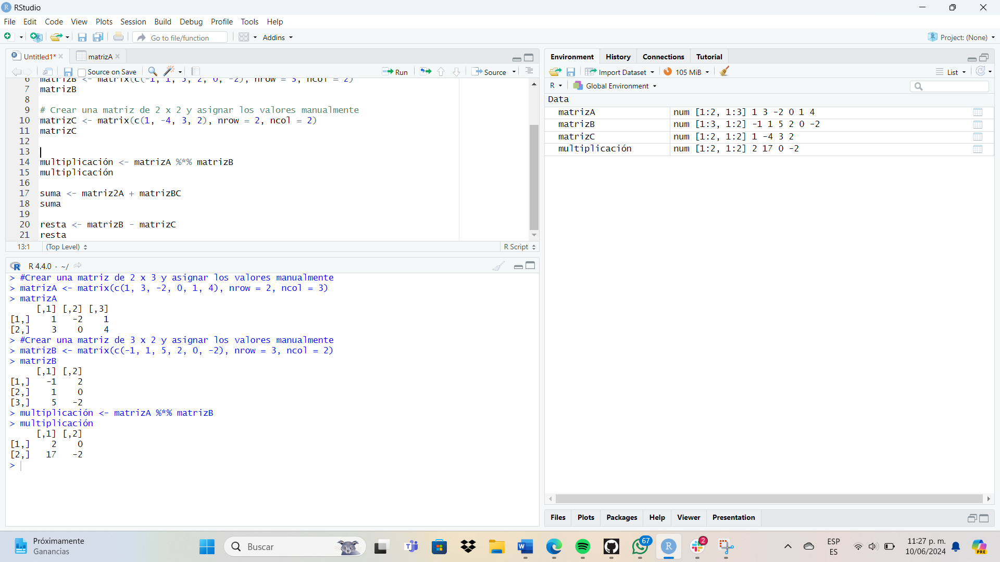 RStudio
File Edit Code View Plots Session Build Debug Profile Tools Help
Go to file/function Addins Project: (None)
Untitled1* matrizA
Source on Save Run Source
6 matrizB <- matrix(c(-1, 1, 5, 2, 0, -2), nrow = 3, ncol = 2)
7 matrizB
8
9 # Crear una matriz de 2 x 2 y asignar los valores manualmente
10 matrizC <- matrix(c(1, -4, 3, 2), nrow = 2, ncol = 2)
11 matrizC
12
13
14 multiplicación <- matrizA %*% matrizB
15 multiplicación
16
17 suma <- matriz2A + matrizBC
18 suma
19
20 resta <- matrizB - matrizC
21 resta
13:1 (Top Level) R Script
R 4.4.0 · ~/
> #Crear una matriz de 2 x 3 y asignar los valores manualmente
> matrizA <- matrix(c(1, 3, -2, 0, 1, 4), nrow = 2, ncol = 3)
> matrizA
[,1] [,2] [,3]
[1,] 1 -2 1
[2,] 3 0 4
> #Crear una matriz de 3 x 2 y asignar los valores manualmente
> matrizB <- matrix(c(-1, 1, 5, 2, 0, -2), nrow = 3, ncol = 2)
> matrizB
[,1] [,2]
[1,] -1 2
[2,] 1 0
[3,] 5 -2
> multiplicación <- matrizA %*% matrizB
> multiplicación
[,1] [,2]
[1,] 2 0
[2,] 17 -2
>
Environment History Connections Tutorial
Import Dataset 105 MiB List
R Global Environment
Data
matrizA num [1:2, 1:3] 1 3 -2 0 1 4
matrizB num [1:3, 1:2] -1 1 5 2 0 -2
matrizC num [1:2, 1:2] 1 -4 3 2
multiplicación num [1:2, 1:2] 2 17 0 -2
Files Plots Packages Help Viewer Presentation
Próximamente
Ganancias
Buscar
67
2
ESP
ES
11:27 p. m.
10/06/2024
PRE